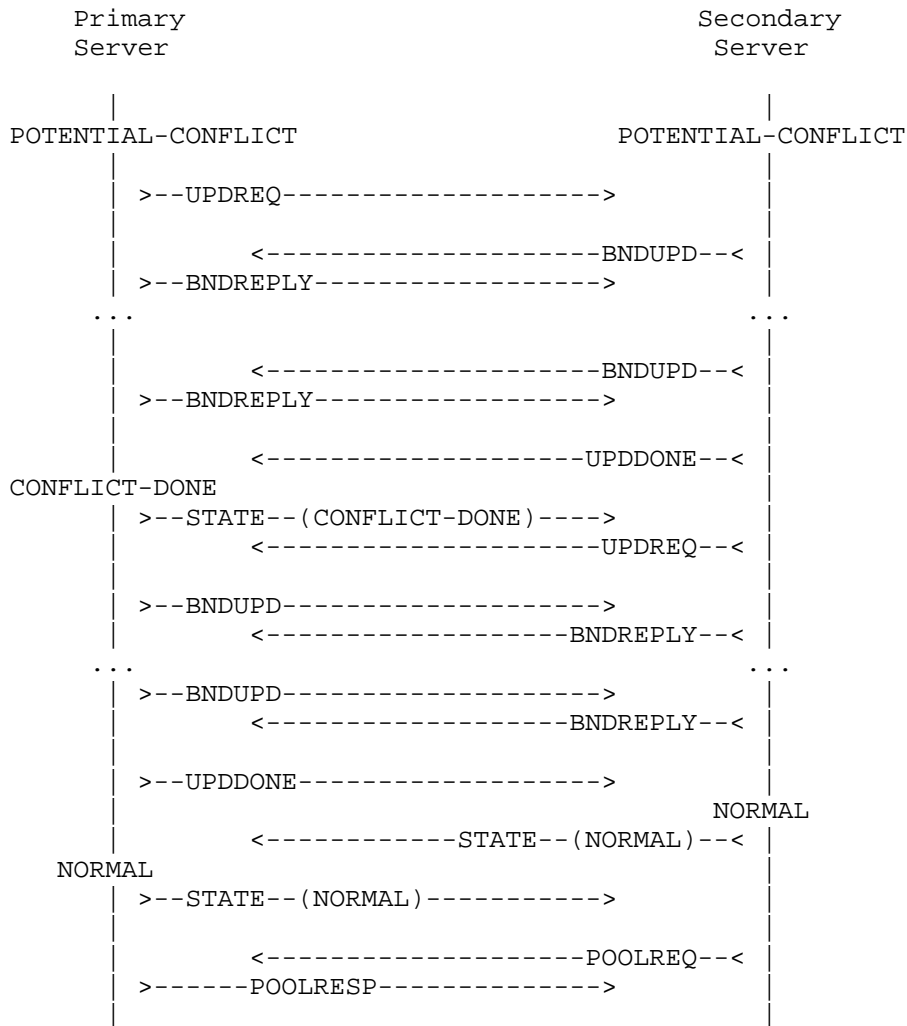 Primary Secondary
Server Server
| |
POTENTIAL-CONFLICT POTENTIAL-CONFLICT
| |
| >--UPDREQ--------------------> |
| |
| <---------------------BNDUPD--< |
| >--BNDREPLY------------------> |
... ...
| |
| <---------------------BNDUPD--< |
| >--BNDREPLY------------------> |
| |
| <--------------------UPDDONE--< |
CONFLICT-DONE |
| >--STATE--(CONFLICT-DONE)----> |
| <---------------------UPDREQ--< |
| |
| >--BNDUPD--------------------> |
| <-------------------BNDREPLY--< |
... ...
| >--BNDUPD--------------------> |
| <-------------------BNDREPLY--< |
| |
| >--UPDDONE-------------------> |
| NORMAL
| <------------STATE--(NORMAL)--< |
NORMAL |
| >--STATE--(NORMAL)-----------> |
| |
| <--------------------POOLREQ--< |
| >------POOLRESP--------------> |
| |